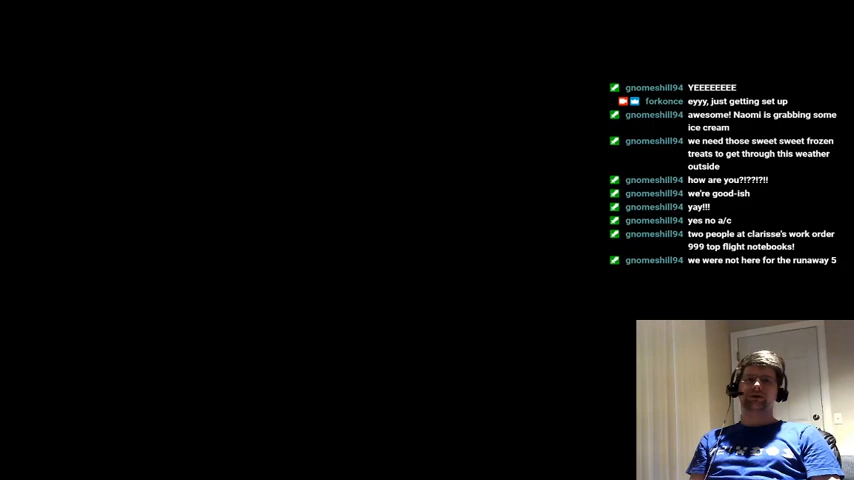 gnomeshill94 YEEEEEEEE
forkonce eyyy, just getting set up
gnomeshill94 awesome! Naomi is grabbing some
ice cream
gnomeshill94 we need those sweet sweet frozen
treats to get through this weather
outside
gnomeshill94 how are you?!??!?!!
gnomeshill94 we're good-ish
gnomeshill94 yay!!!
gnomeshill94 yes no a/c
gnomeshill94 two people at clarisse's work order
999 top flight notebooks!
gnomeshill94 we were not here for the runaway 5